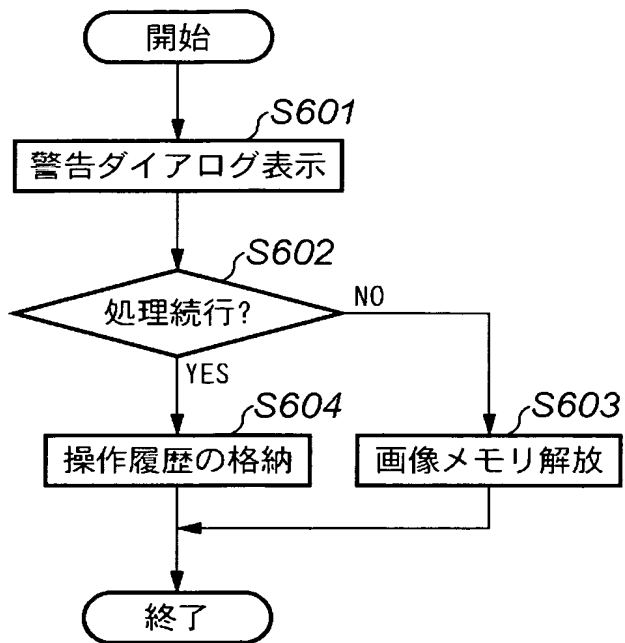 開始
S601
警告ダイアログ表示
S602
処理続行?
NO
YES
S604
操作履歴の格納
S603
画像メモリ解放
終了